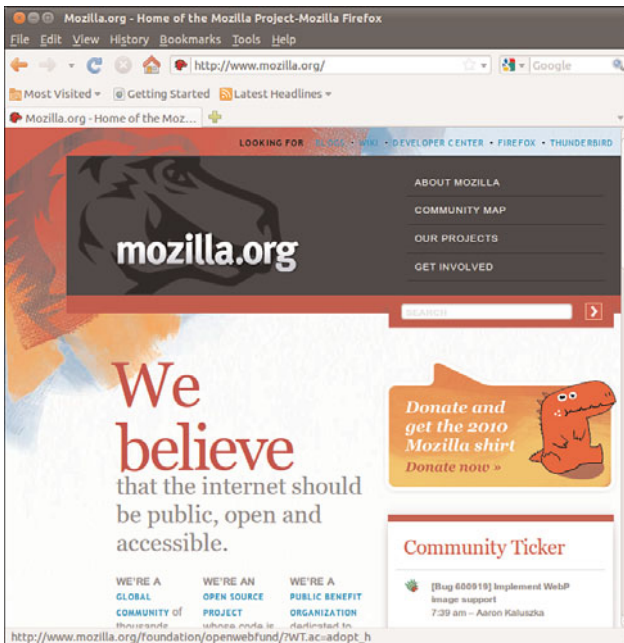 Mozilla.org - Home of the Mozilla Project-Mozilla Firefox
File Edit View History Bookmarks Tools Help
http://www.mozilla.org/ Google
Most Visited Getting Started Latest Headlines
Mozilla.org - Home of the Moz...
LOOKING FOR BLOGS • WIKI • DEVELOPER CENTER • FIREFOX • THUNDERBIRD
mozilla.org
ABOUT MOZILLA
COMMUNITY MAP
OUR PROJECTS
GET INVOLVED
SEARCH
We
believe
that the internet should
be public, open and
accessible.
Donate and
get the 2010
Mozilla shirt
Donate now »
Community Ticker
[Bug 600919] Implement WebP
image support
7:39 am – Aaron Kaluszka
WE'RE A
GLOBAL
COMMUNITY of
thousands
WE'RE AN
OPEN SOURCE
PROJECT
whose code is
WE'RE A
PUBLIC BENEFIT
ORGANIZATION
dedicated to
http://www.mozilla.org/foundation/openwebfund/?WT.ac=adopt_h